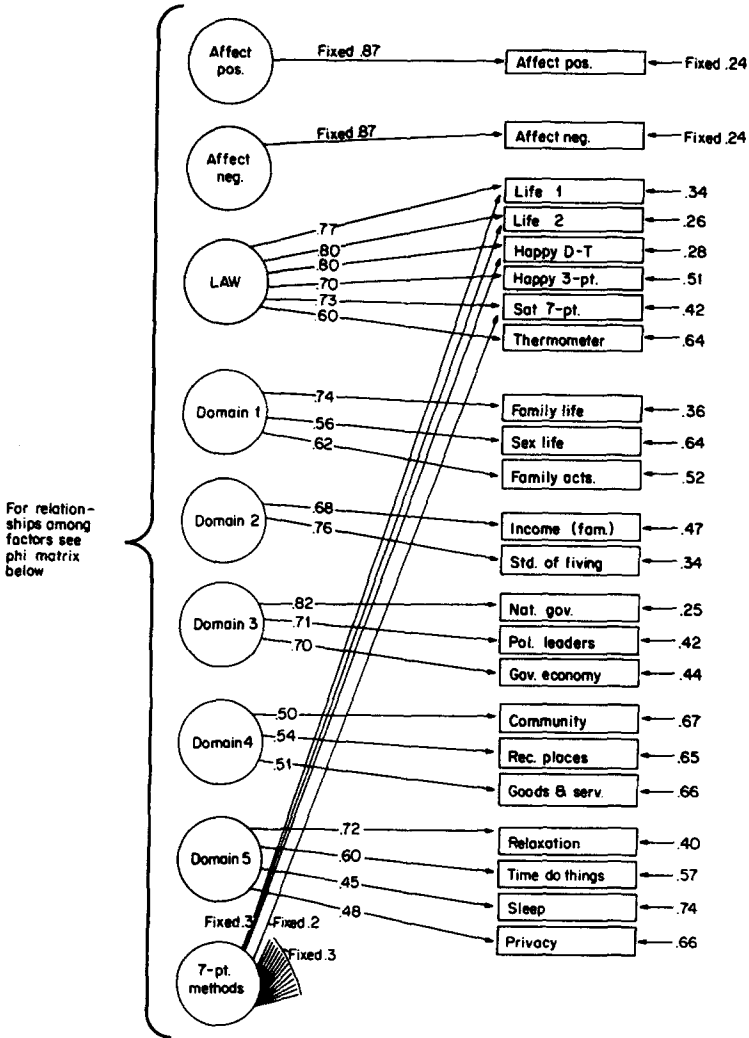 For relation-
ships among
factors see
phi matrix
below
Affect
pos.
Fixed .87
Affect pos.
Fixed .24
Affect
neg.
Fixed .87
Affect neg.
Fixed .24
LAW
.77
.80
.80
.70
.73
.60
Life 1
.34
Life 2
.26
Happy D-T
.28
Happy 3-pt.
.51
Sat 7-pt.
.42
Thermometer
.64
Domain 1
.74
.56
.62
Family life
.36
Sex life
.64
Family acts.
.52
Domain 2
.68
.76
Income (fam.)
.47
Std. of living
.34
Domain 3
.82
.71
.70
Nat. gov.
.25
Pol. leaders
.42
Gov. economy
.44
Domain 4
.50
.54
.51
Community
.67
Rec. places
.65
Goods & serv.
.66
Domain 5
.72
.60
.45
.48
Relaxation
.40
Time do things
.57
Sleep
.74
Privacy
.66
7-pt.
methods
Fixed .3
Fixed .2
Fixed .3